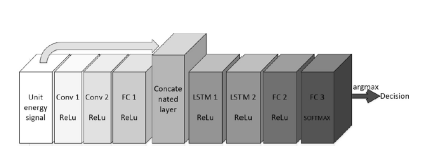 Unit
energy
signal
Conv 1
ReLu
Conv 2
ReLu
FC 1
ReLu
Concate
nated
layer
LSTM 1
ReLu
LSTM 2
ReLu
FC 2
ReLu
FC 3
SOFTMAX
argmax
Decision